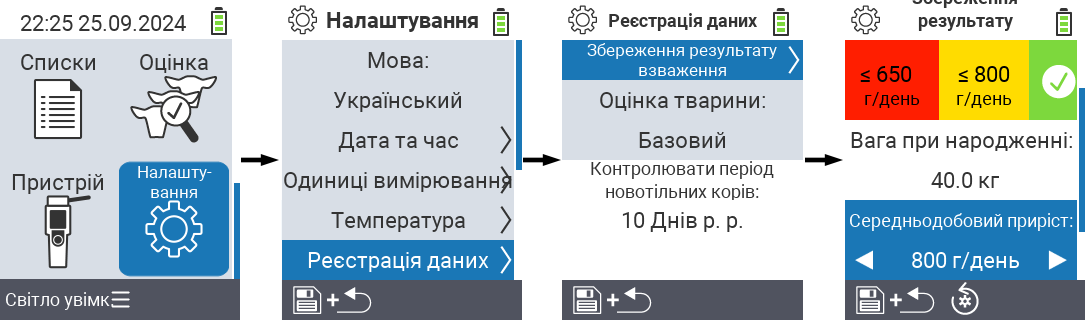 22:25 25.09.2024
Списки
Оцінка
Пристрій
Налашту-
вання
Світло увімк.
Налаштування
Мова:
Український
Дата та час
Одиниці вимірювання
Температура
Реєстрація даних
Реєстрація даних
Збереження результату
зваження
Оцінка тварини:
Базовий
Контролювати період
новотільних корів:
10 Днів р. р.
Збереження
результату
≤ 650
г/день
≤ 800
г/день
Вага при народженні:
40.0 кг
Середньодобовий приріст:
800 г/день